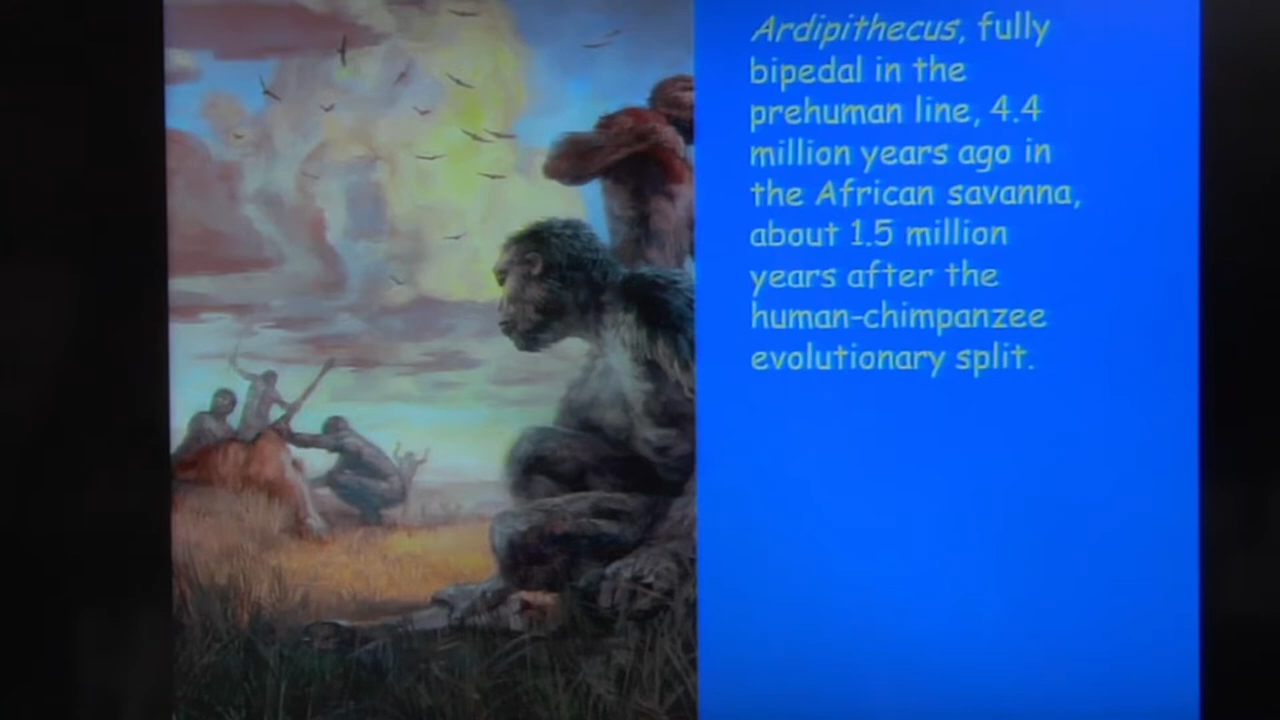 Ardipithecus, fully
bipedal in the
prehuman line, 4.4
million years ago in
the African savanna,
about 1.5 million
years after the
human-chimpanzee
evolutionary split.